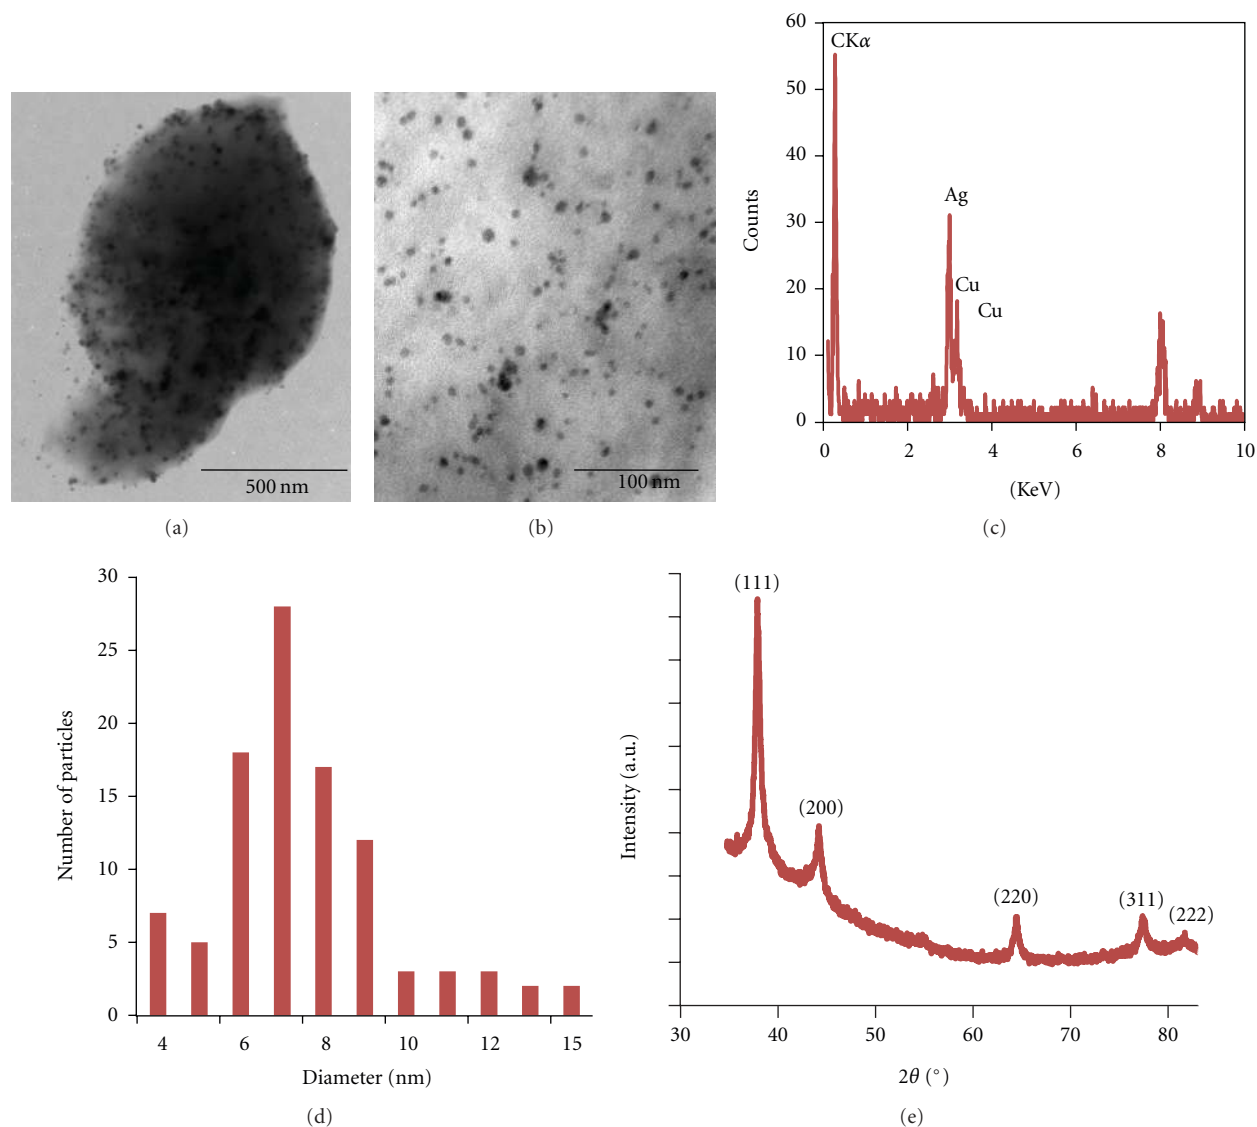 500 nm
(a)
100 nm
(b)
60
50
40
30
20
10
0
Counts
CKα
Ag
Cu
Cu
0 2 4 6 8 10
(KeV)
(c)
30
25
20
15
10
5
0
Number of particles
4 6 8 10 12 15
Diameter (nm)
(d)
Intensity (a.u.)
(111)
(200)
(220)
(311)
(222)
30 40 50 60 70 80
2θ (°)
(e)